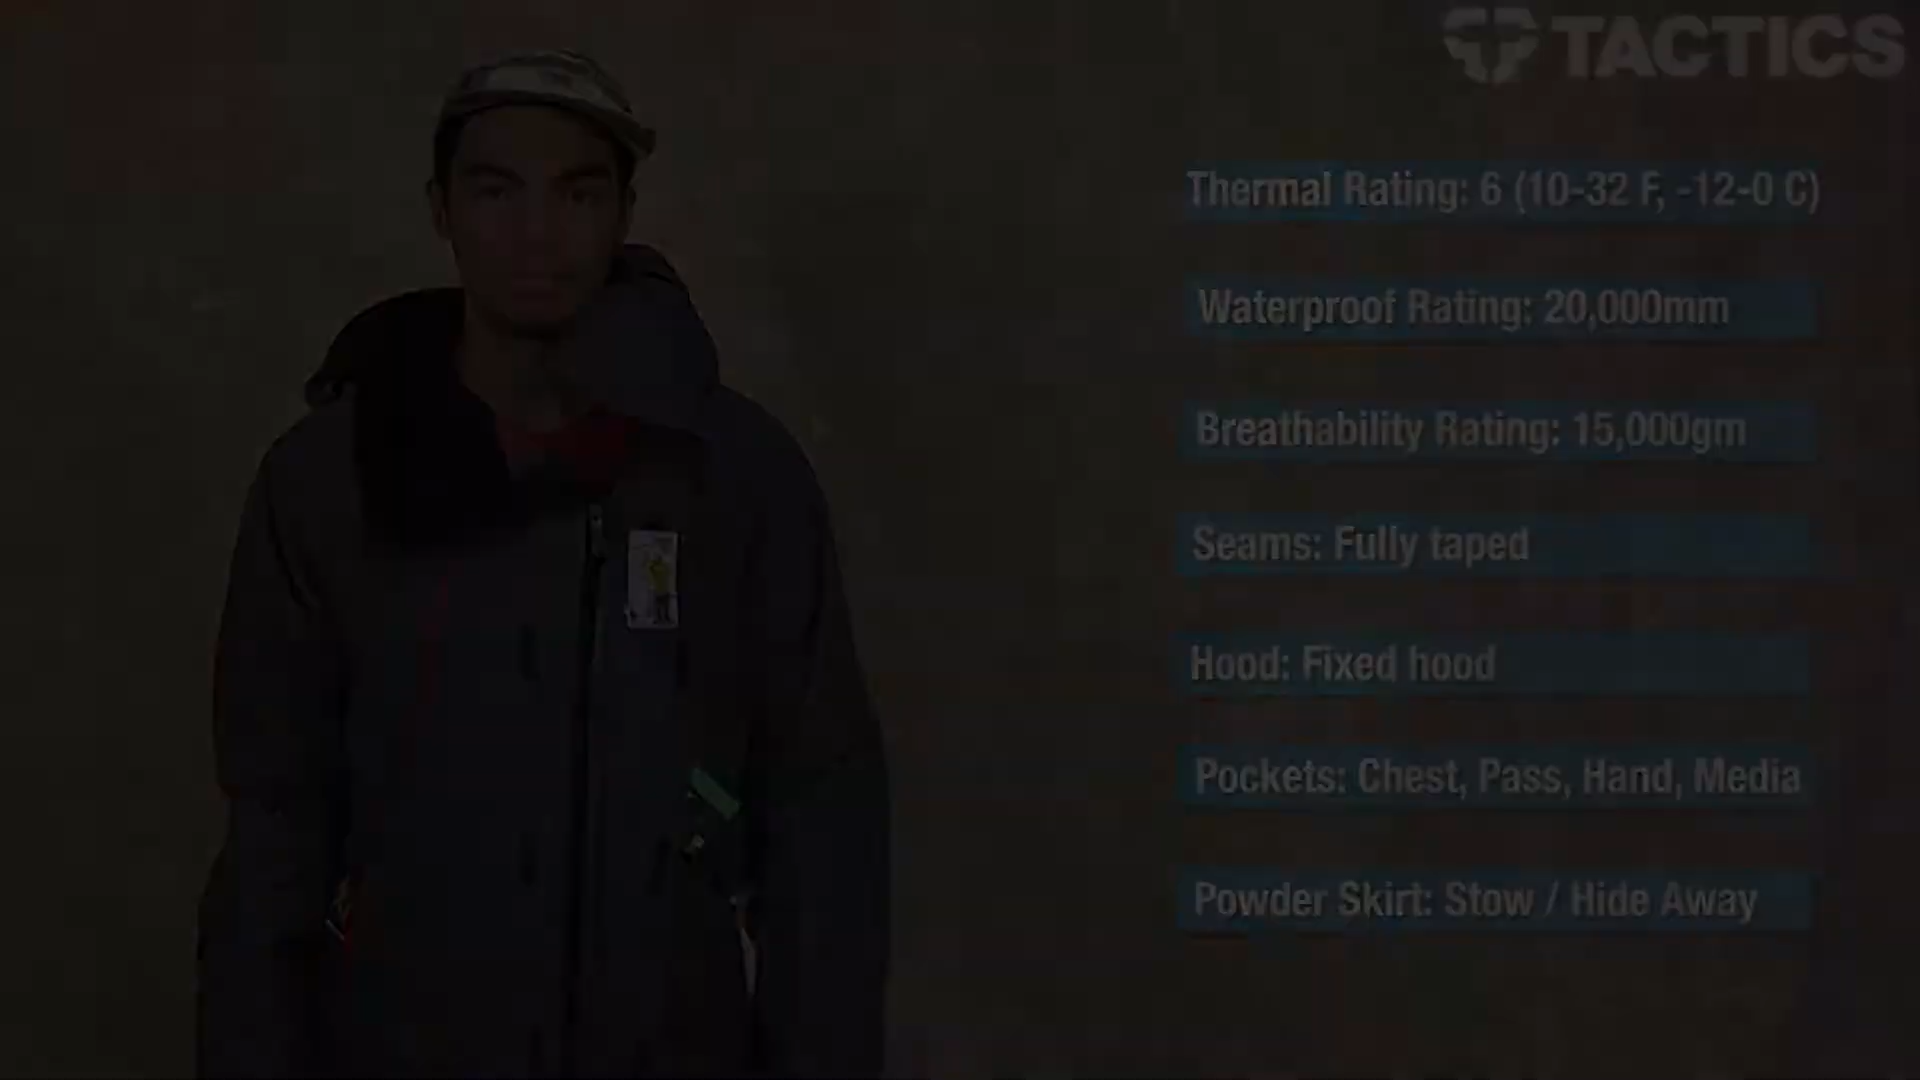 TACTICS
Thermal Rating: 6 (10-32 F, -12-0 C)
Waterproof Rating: 20,000mm
Breathability Rating: 15,000gm
Seams: Fully taped
Hood: Fixed hood
Pockets: Chest, Pass, Hand, Media
Powder Skirt: Stow / Hide Away